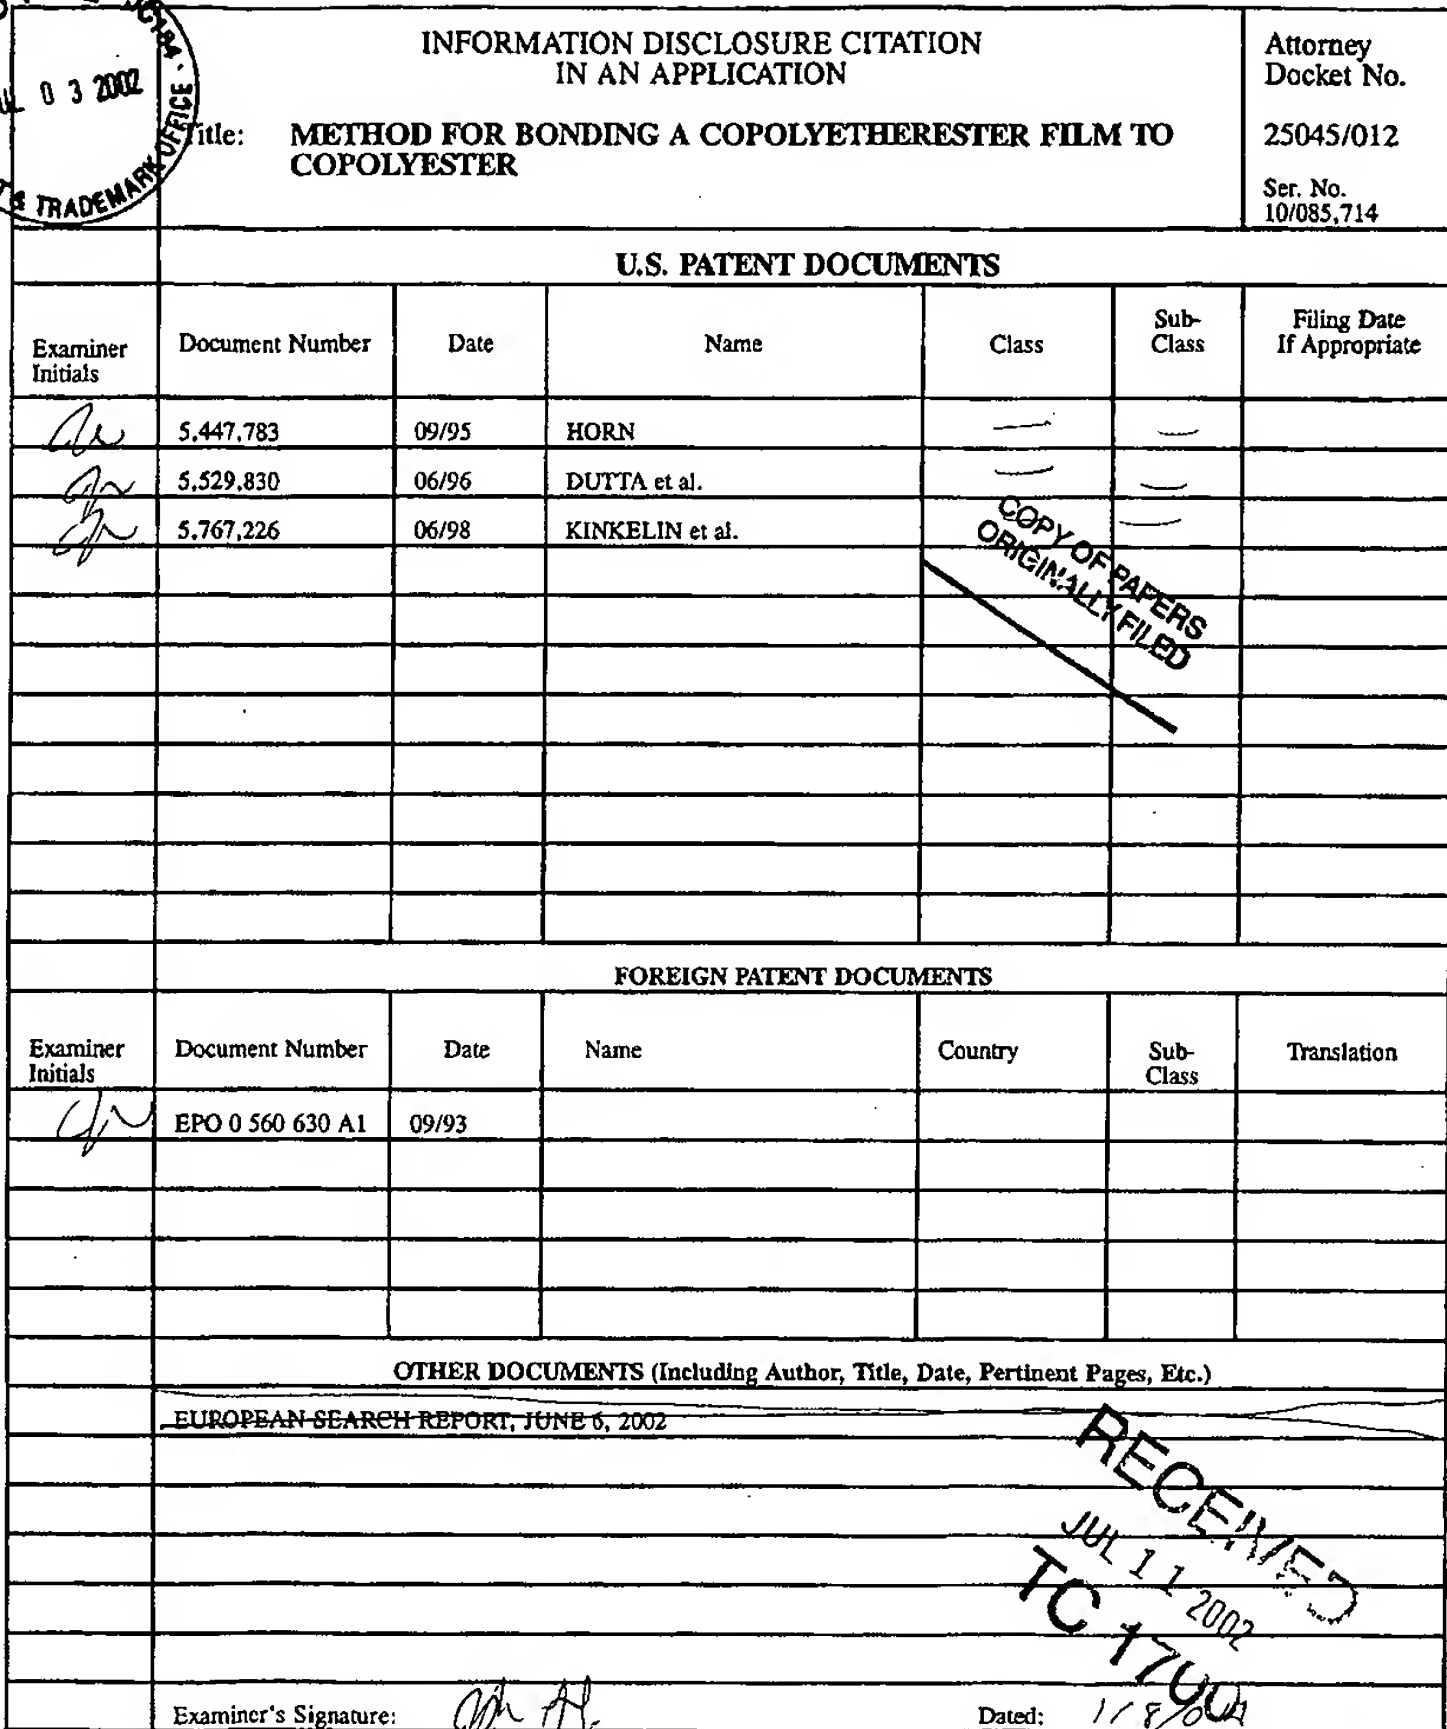 0 3 2002
OFFICE
& TRADEMARK
INFORMATION DISCLOSURE CITATION
IN AN APPLICATION
Title: METHOD FOR BONDING A COPOLYETHERESTER FILM TO
COPOLYESTER
Attorney
Docket No.
25045/012
Ser. No.
10/085,714
U.S. PATENT DOCUMENTS
Examiner
Initials
Document Number
Date
Name
Class
Sub-
Class
Filing Date
If Appropriate
5,447,783 09/95 HORN
5,529,830 06/96 DUTTA et al.
5,767,226 06/98 KINKELIN et al.
COPY OF PAPERS
ORIGINALLY FILED
FOREIGN PATENT DOCUMENTS
Examiner
Initials
Document Number
Date
Name
Country
Sub-
Class
Translation
EPO 0 560 630 A1 09/93
OTHER DOCUMENTS (Including Author, Title, Date, Pertinent Pages, Etc.)
EUROPEAN SEARCH REPORT, JUNE 6, 2002
RECEIVED
JUL 1 1 2002
TC 1700
Examiner's Signature:
Dated: